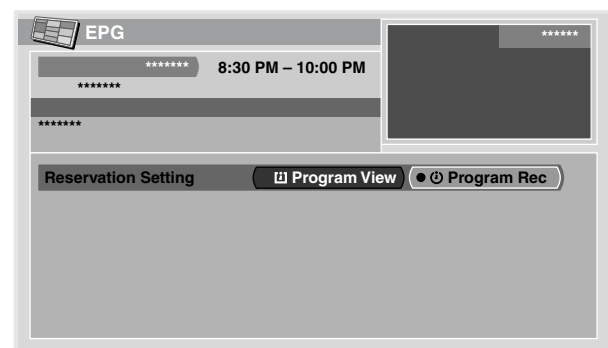 EPG
******
******* 8:30 PM – 10:00 PM
*******
*******
Reservation Setting Program View Program Rec